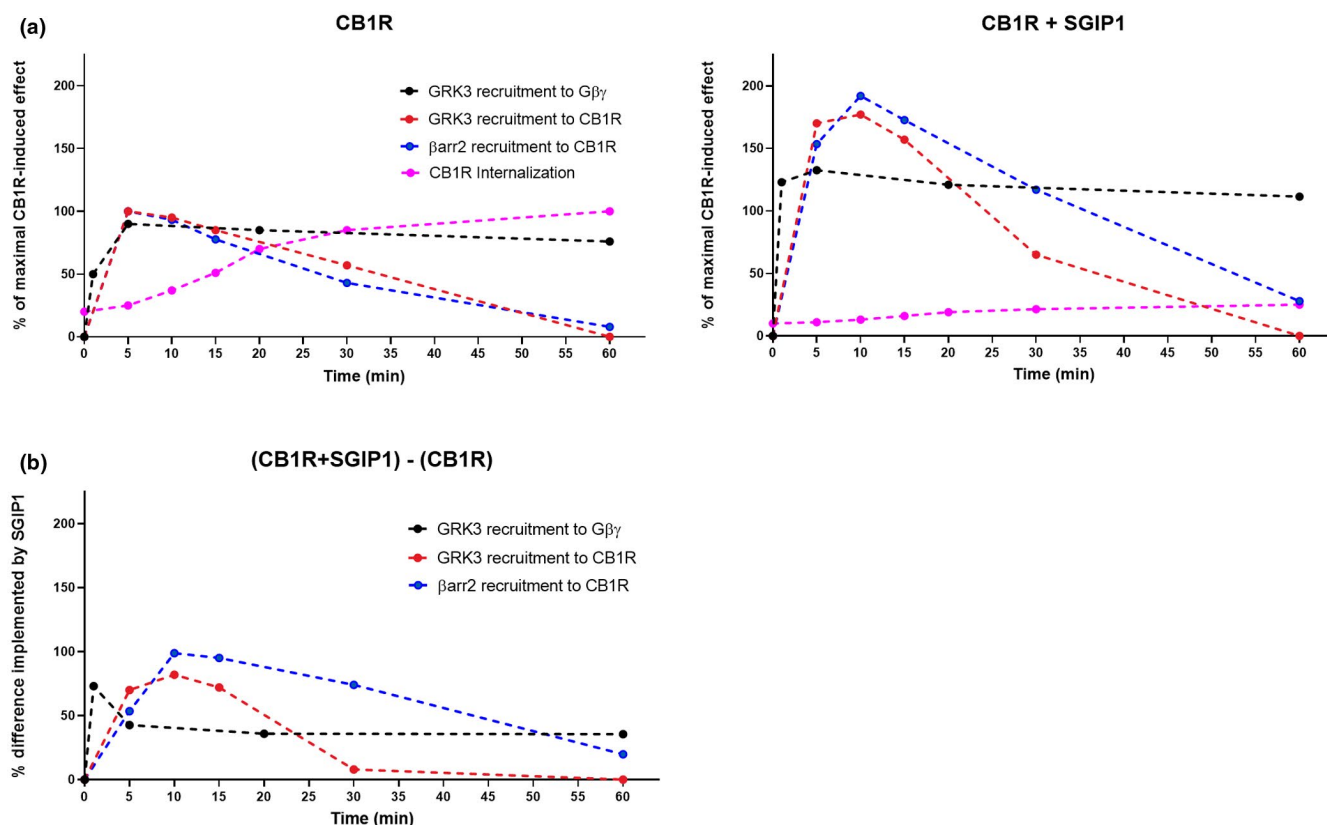 (a)
CB1R
% of maximal CB1R-induced effect
200
150
100
50
0
GRK3 recruitment to Gβγ
GRK3 recruitment to CB1R
βarr2 recruitment to CB1R
CB1R Internalization
0 5 10 15 20 25 30 35 40 45 50 55 60
Time (min)
CB1R + SGIP1
% of maximal CB1R-induced effect
200
150
100
50
0
0 5 10 15 20 25 30 35 40 45 50 55 60
Time (min)
(b)
(CB1R+SGIP1) - (CB1R)
% difference implemented by SGIP1
200
150
100
50
0
GRK3 recruitment to Gβγ
GRK3 recruitment to CB1R
βarr2 recruitment to CB1R
0 5 10 15 20 25 30 35 40 45 50 55 60
Time (min)